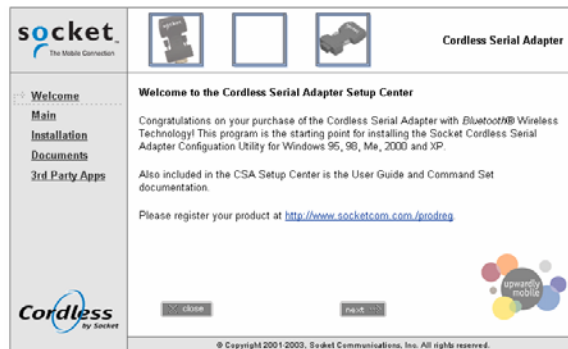 socket
The Mobile Connection
Cordless Serial Adapter
Welcome
Main
Installation
Documents
3rd Party Apps
Welcome to the Cordless Serial Adapter Setup Center
Congratulations on your purchase of the Cordless Serial Adapter with Bluetooth® Wireless
Technology! This program is the starting point for installing the Socket Cordless Serial
Adapter Configuation Utility for Windows 95, 98, Me, 2000 and XP.
Also included in the CSA Setup Center is the User Guide and Command Set
documentation.
Please register your product at http://www.socketcom.com/prodreg.
upwardly
mobile
Cordless
by Socket
close
next
© Copyright 2001-2003, Socket Communications, Inc. All rights reserved.